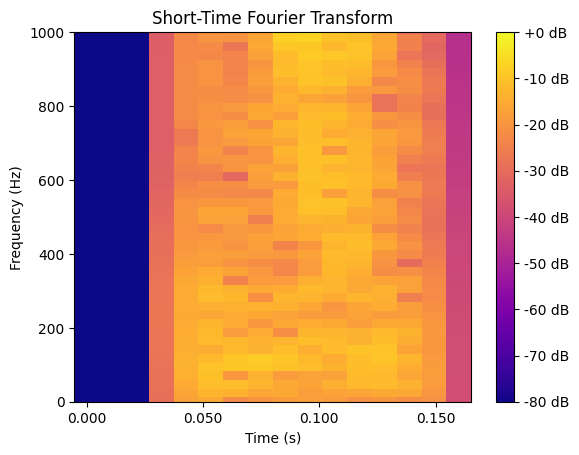 Short-Time Fourier Transform
1000
800
600
400
200
0
Frequency (Hz)
0.000
0.050
0.100
0.150
Time (s)
+0 dB
-10 dB
-20 dB
-30 dB
-40 dB
-50 dB
-60 dB
-70 dB
-80 dB